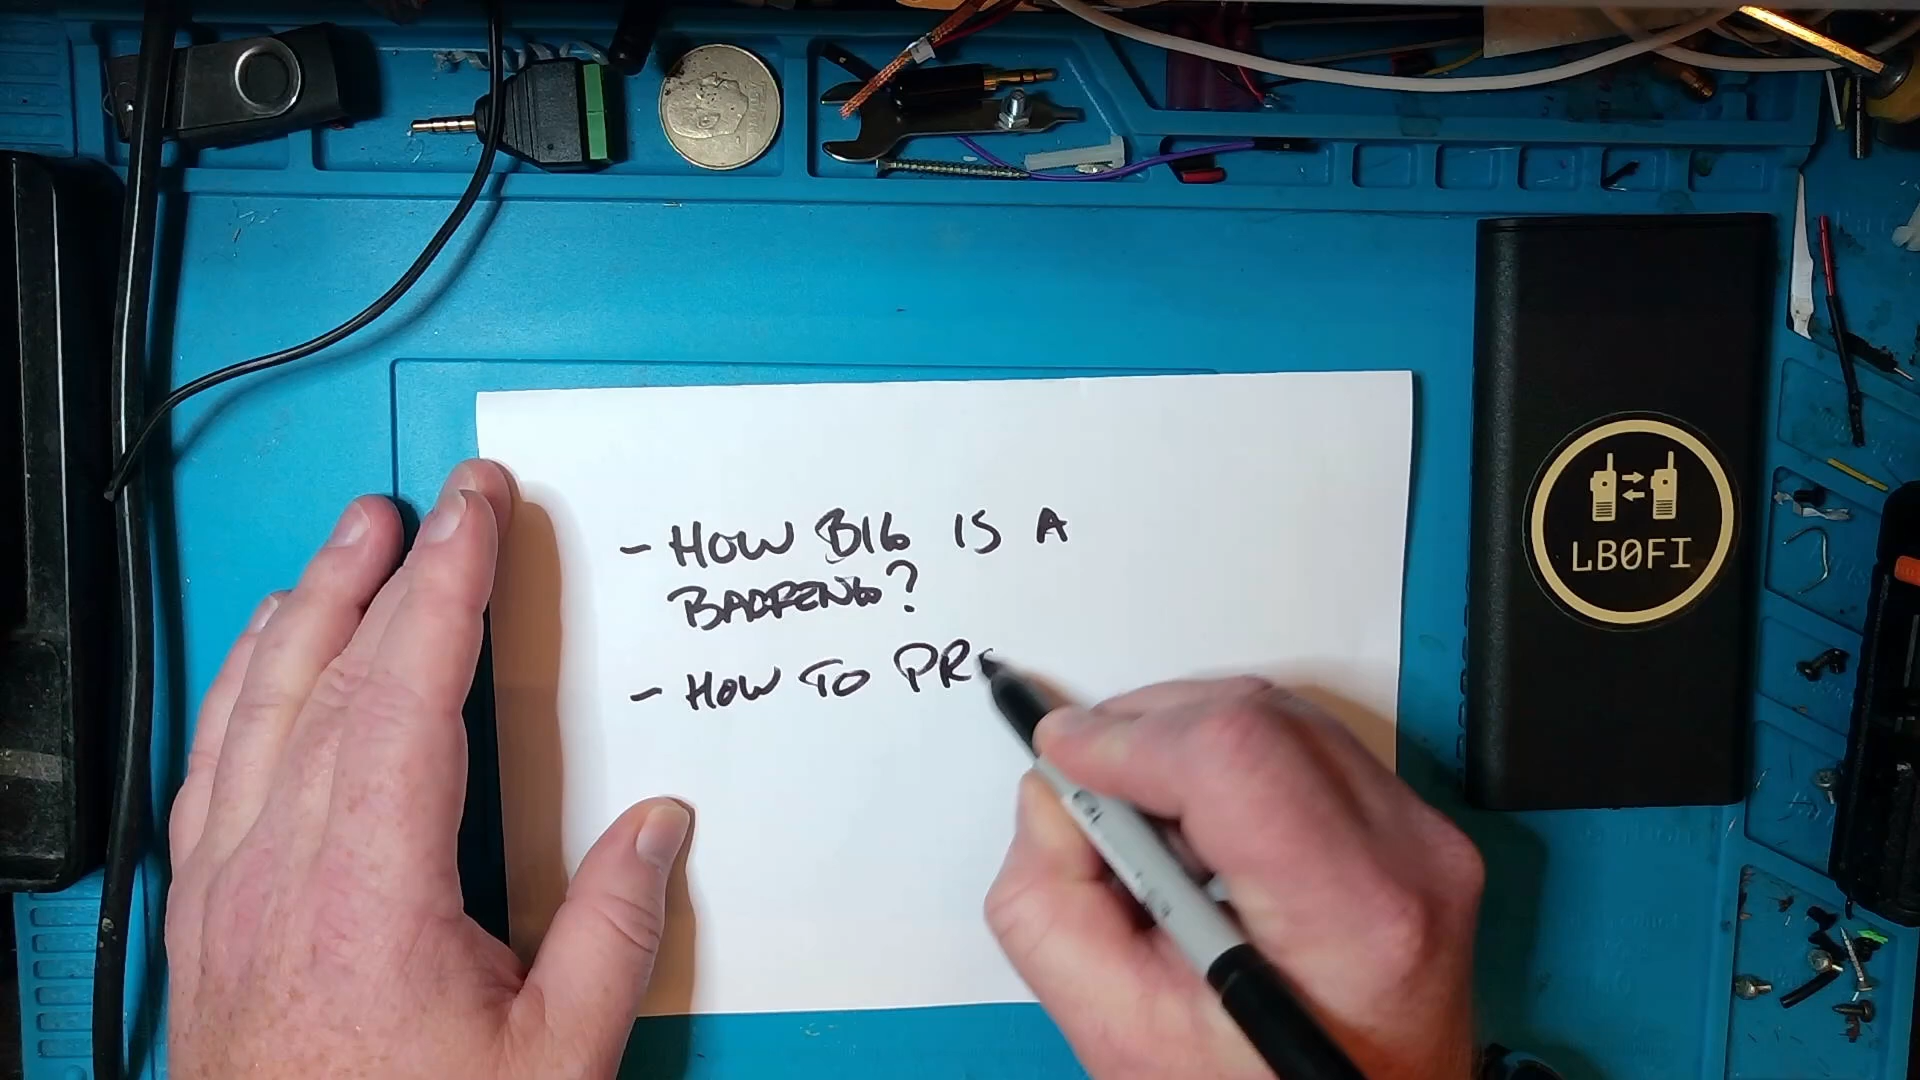 - HOW BIG IS A
BAOFENG?
- HOW TO PR
LB0FI